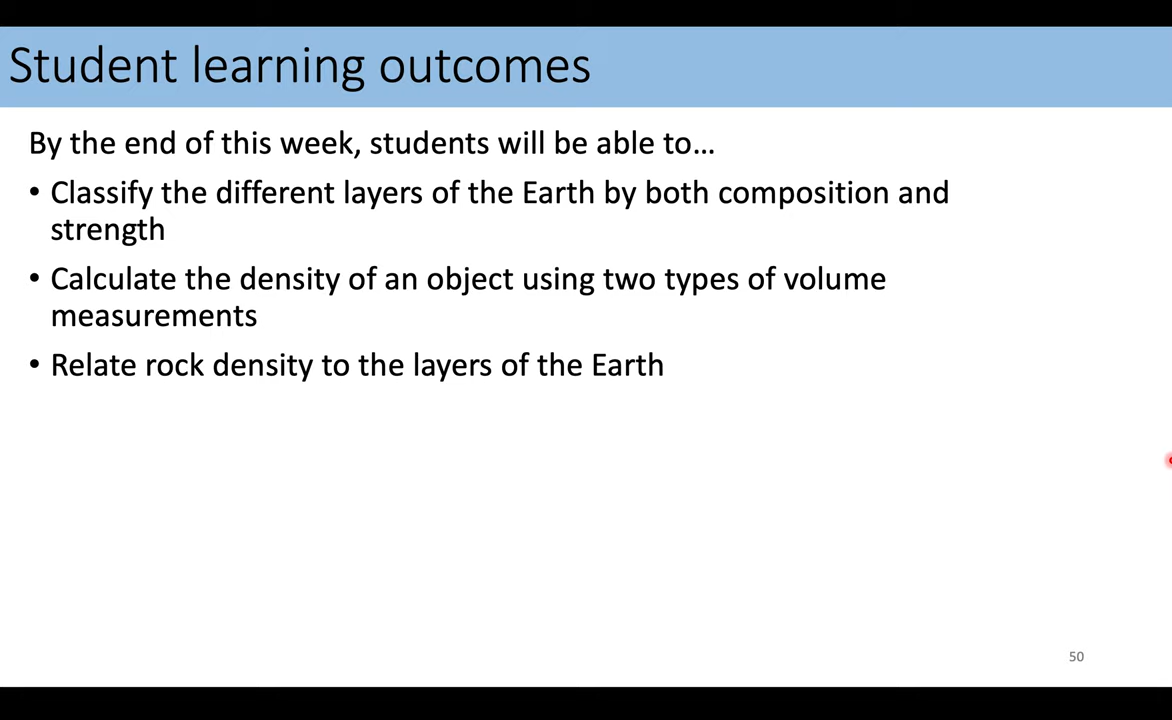 Student learning outcomes
By the end of this week, students will be able to…
• Classify the different layers of the Earth by both composition and
strength
• Calculate the density of an object using two types of volume
measurements
• Relate rock density to the layers of the Earth
50